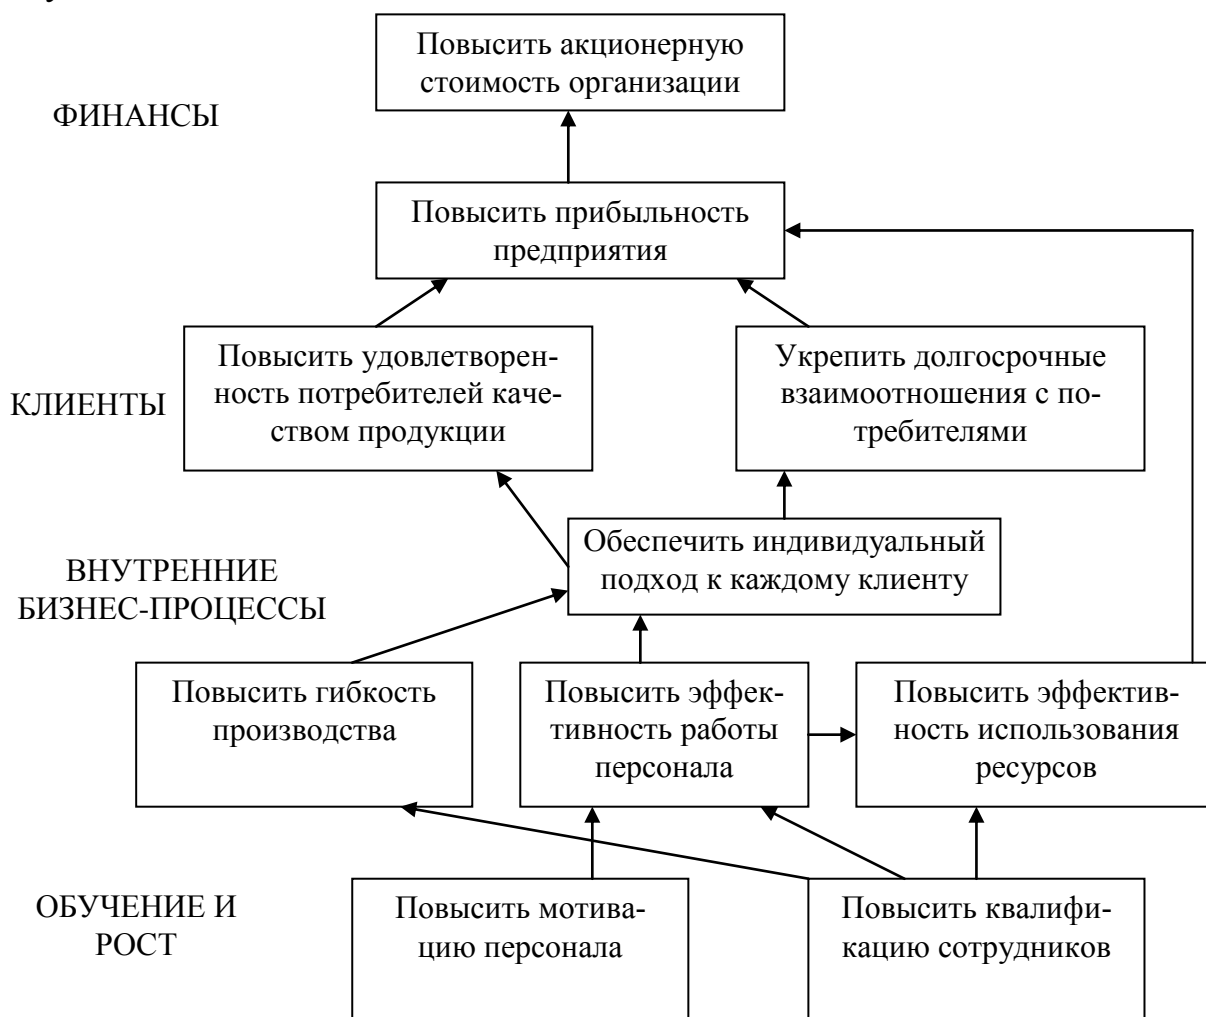 Повысить акционерную
стоимость организации
ФИНАНСЫ
Повысить прибыльность
предприятия
Повысить удовлетворен-
ность потребителей каче-
ством продукции
Укрепить долгосрочные
взаимоотношения с по-
требителями
КЛИЕНТЫ
Обеспечить индивидуальный
подход к каждому клиенту
ВНУТРЕННИЕ
БИЗНЕС-ПРОЦЕССЫ
Повысить гибкость
производства
Повысить эффек-
тивность работы
персонала
Повысить эффектив-
ность использования
ресурсов
ОБУЧЕНИЕ И
РОСТ
Повысить мотива-
цию персонала
Повысить квалифи-
кацию сотрудников